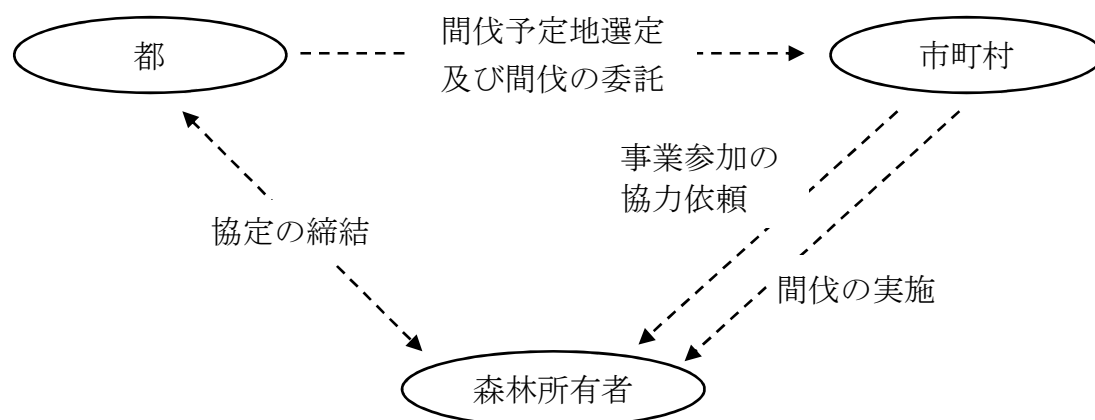 都
間伐予定地選定
及び間伐の委託
市町村
事業参加の
協力依頼
協定の締結
間伐の実施
森林所有者